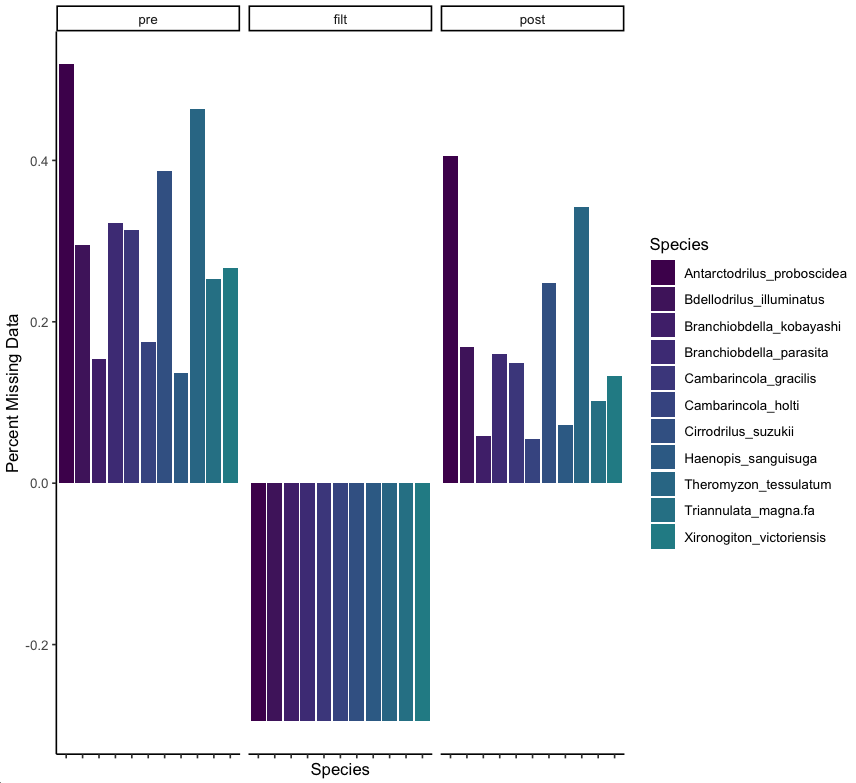 pre filt post
0.4
0.2
0.0
-0.2
Percent Missing Data
Species
Species
Antarctodrilus_proboscidea
Bdellodrilus_illuminatus
Branchiobdella_kobayashi
Branchiobdella_parasita
Cambarincola_gracilis
Cambarincola_holti
Cirrodrilus_suzukii
Haenopis_sanguisuga
Theromyzon_tessulatum
Triannulata_magna.fa
Xironogiton_victoriensis